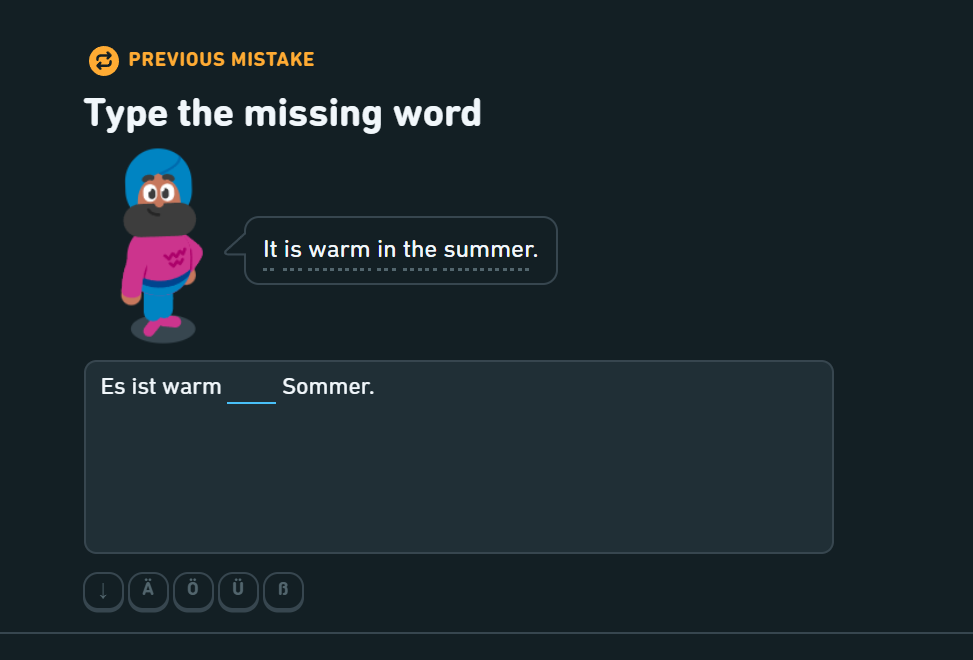 PREVIOUS MISTAKE
Type the missing word
It is warm in the summer.
Es ist warm ____ Sommer.
↓ Ä Ö Ü ß